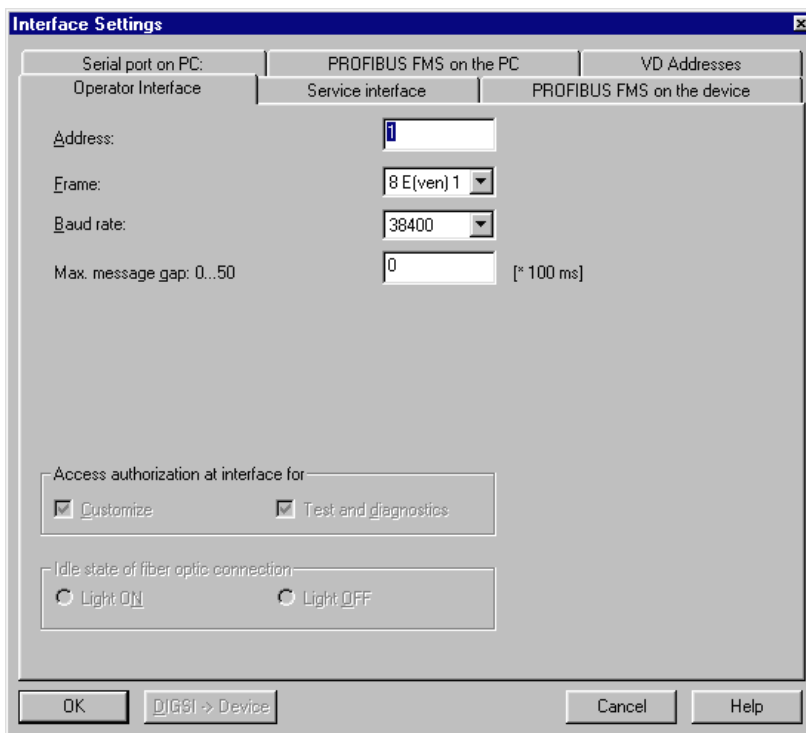 Interface Settings
Serial port on PC: PROFIBUS FMS on the PC VD Addresses
Operator Interface Service interface PROFIBUS FMS on the device
Address: 1
Frame: 8 E(ven) 1
Baud rate: 38400
Max. message gap: 0...50 0 [* 100 ms]
Access authorization at interface for
Customize Test and diagnostics
Idle state of fiber optic connection
Light ON Light OFF
OK DIGSI -> Device Cancel Help